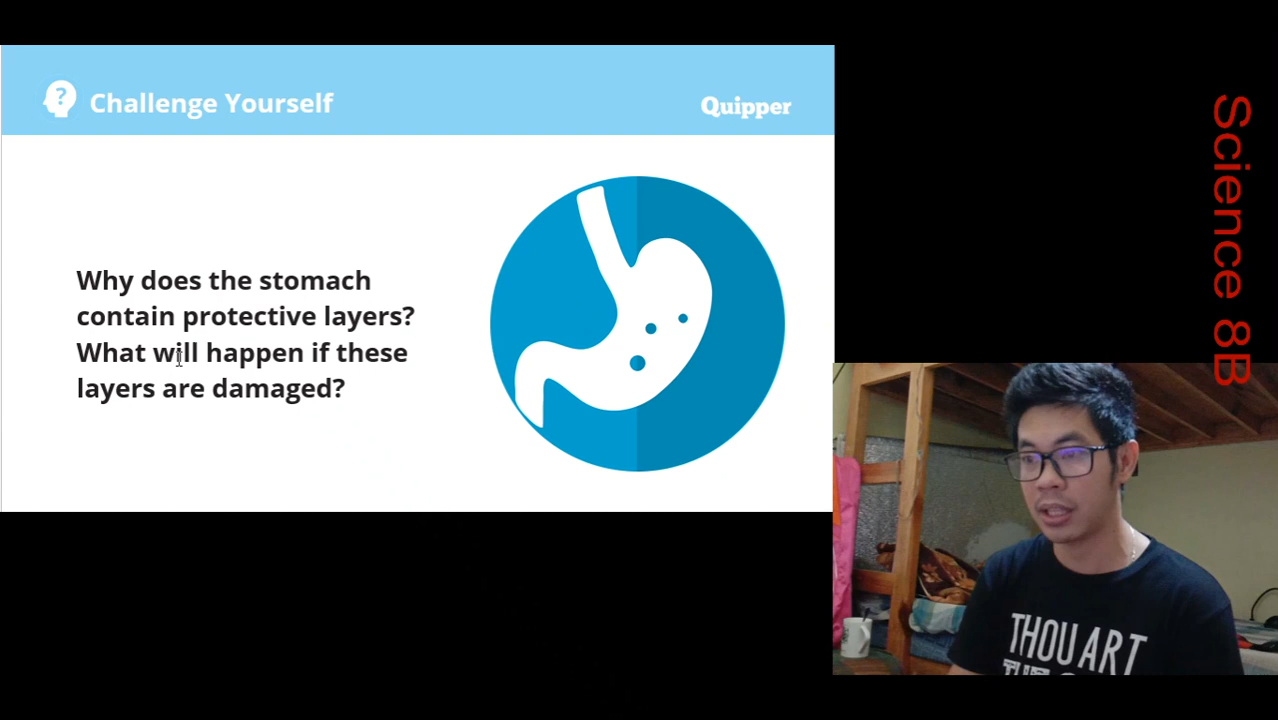 ? Challenge Yourself
Quipper
Why does the stomach
contain protective layers?
What will happen if these
layers are damaged?
Science 8B
THOU ART